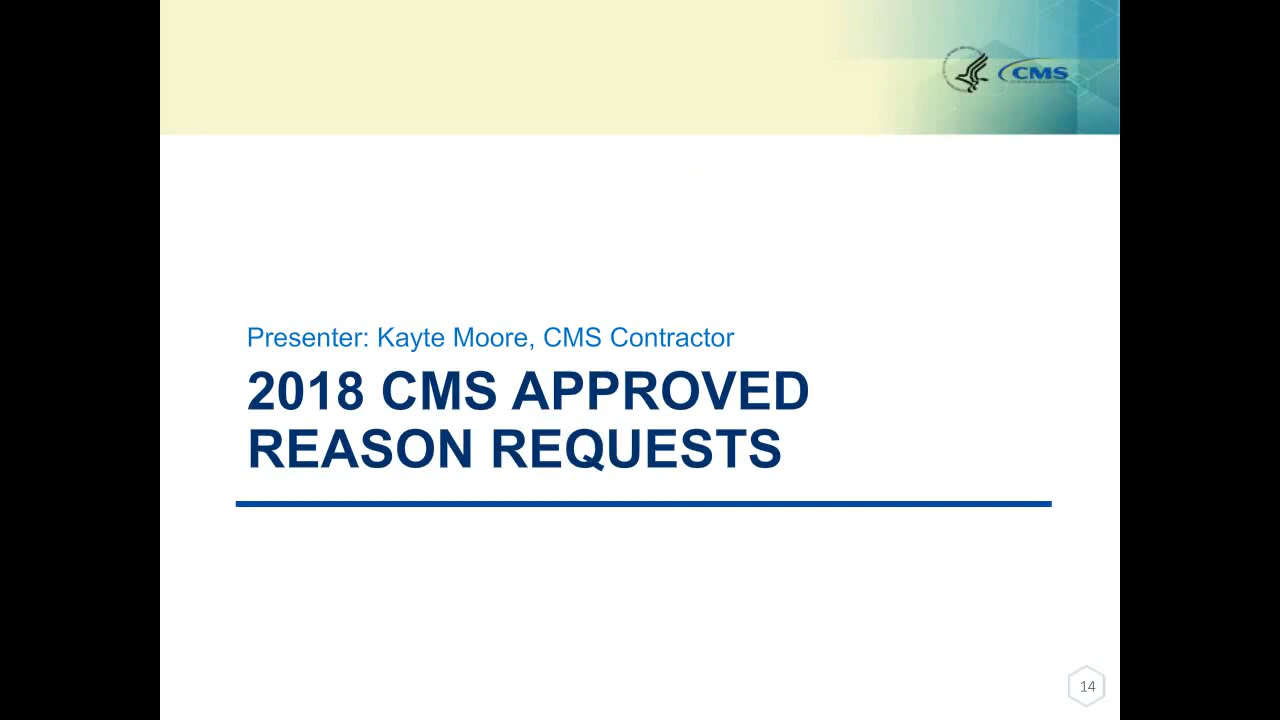 CMS
Presenter: Kayte Moore, CMS Contractor
2018 CMS APPROVED
REASON REQUESTS
14